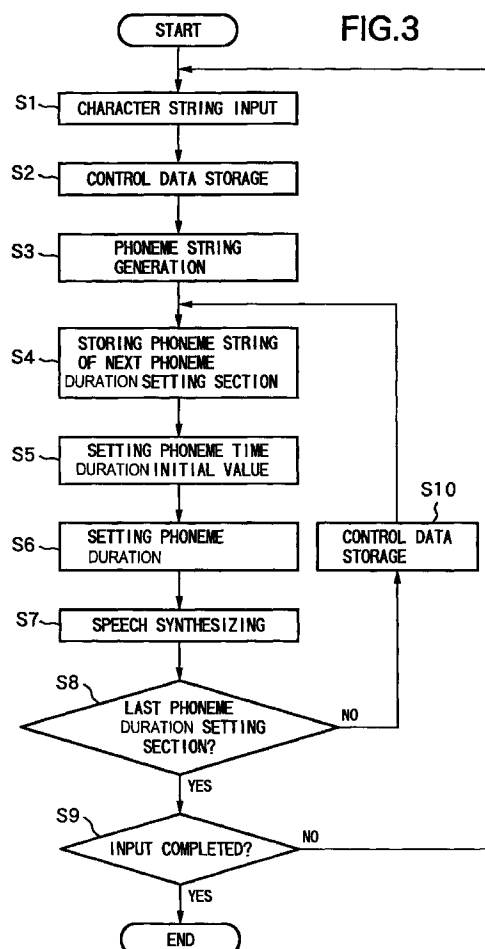 START
FIG.3
S1
CHARACTER STRING INPUT
S2
CONTROL DATA STORAGE
S3
PHONEME STRING
GENERATION
S4
STORING PHONEME STRING
OF NEXT PHONEME
DURATION SETTING SECTION
S5
SETTING PHONEME TIME
DURATION INITIAL VALUE
S10
S6
SETTING PHONEME
DURATION
CONTROL DATA
STORAGE
S7
SPEECH SYNTHESIZING
S8
LAST PHONEME
DURATION SETTING
SECTION?
NO
YES
S9
INPUT COMPLETED?
NO
YES
END